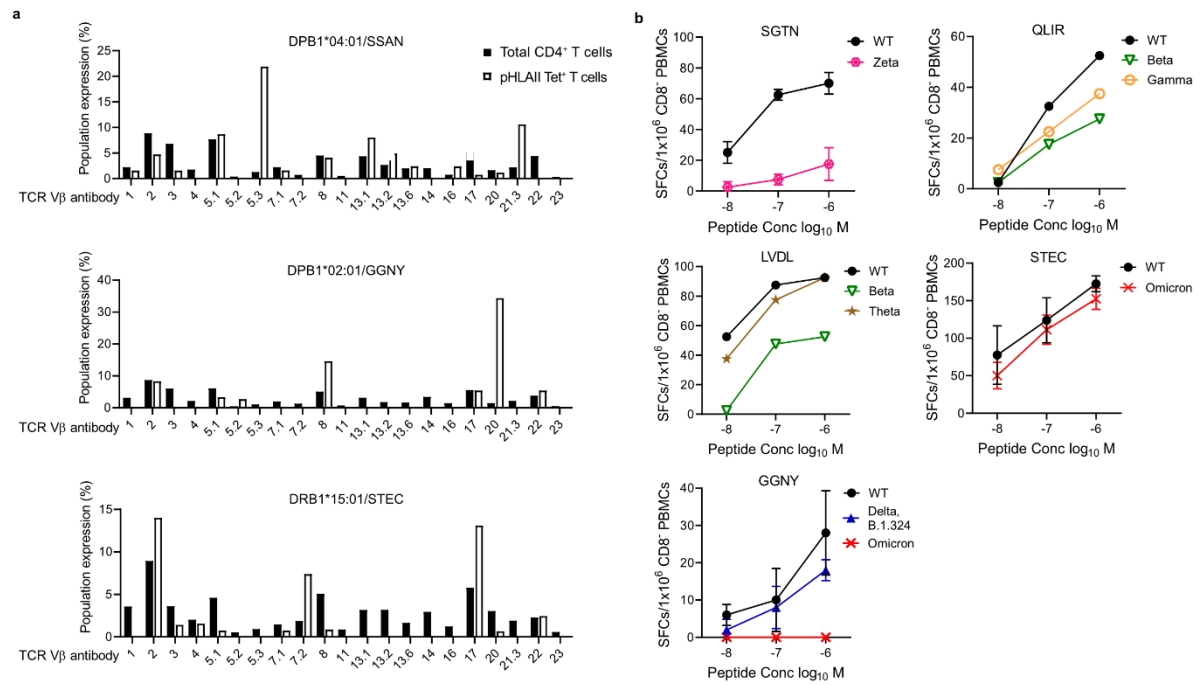 a
DPB1*04:01/SSAN
Population expression (%)
25
20
15
10
5
0
Total CD4+ T cells
pHLAII Tet+ T cells
TCR Vβ antibody
1 2 3 4 5.1 5.2 5.3 7.1 7.2 8 11 13.1 13.2 13.6 14 16 17 20 21.3 22 23
DPB1*02:01/GGNY
Population expression (%)
40
30
20
10
0
TCR Vβ antibody
1 2 3 4 5.1 5.2 5.3 7.1 7.2 8 11 13.1 13.2 13.6 14 16 17 20 21.3 22 23
DRB1*15:01/STEC
Population expression (%)
15
10
5
0
TCR Vβ antibody
1 2 3 4 5.1 5.2 5.3 7.1 7.2 8 11 13.1 13.2 13.6 14 16 17 20 21.3 22 23
b
SGTN
SFCs/1x10⁶ CD8⁻ PBMCs
100
80
60
40
20
0
-8 -7 -6
Peptide Conc log₁₀ M
WT
Zeta
QLIR
SFCs/1x10⁶ CD8⁻ PBMCs
60
40
20
0
-8 -7 -6
Peptide Conc log₁₀ M
WT
Beta
Gamma
LVDL
SFCs/1x10⁶ CD8⁻ PBMCs
100
80
60
40
20
0
-8 -7 -6
Peptide Conc log₁₀ M
WT
Beta
Theta
STEC
SFCs/1x10⁶ CD8⁻ PBMCs
200
150
100
50
0
-8 -7 -6
Peptide Conc log₁₀ M
WT
Omicron
GGNY
SFCs/1x10⁶ CD8⁻ PBMCs
40
30
20
10
0
-8 -7 -6
Peptide Conc log₁₀ M
WT
Delta,
B.1.324
Omicron